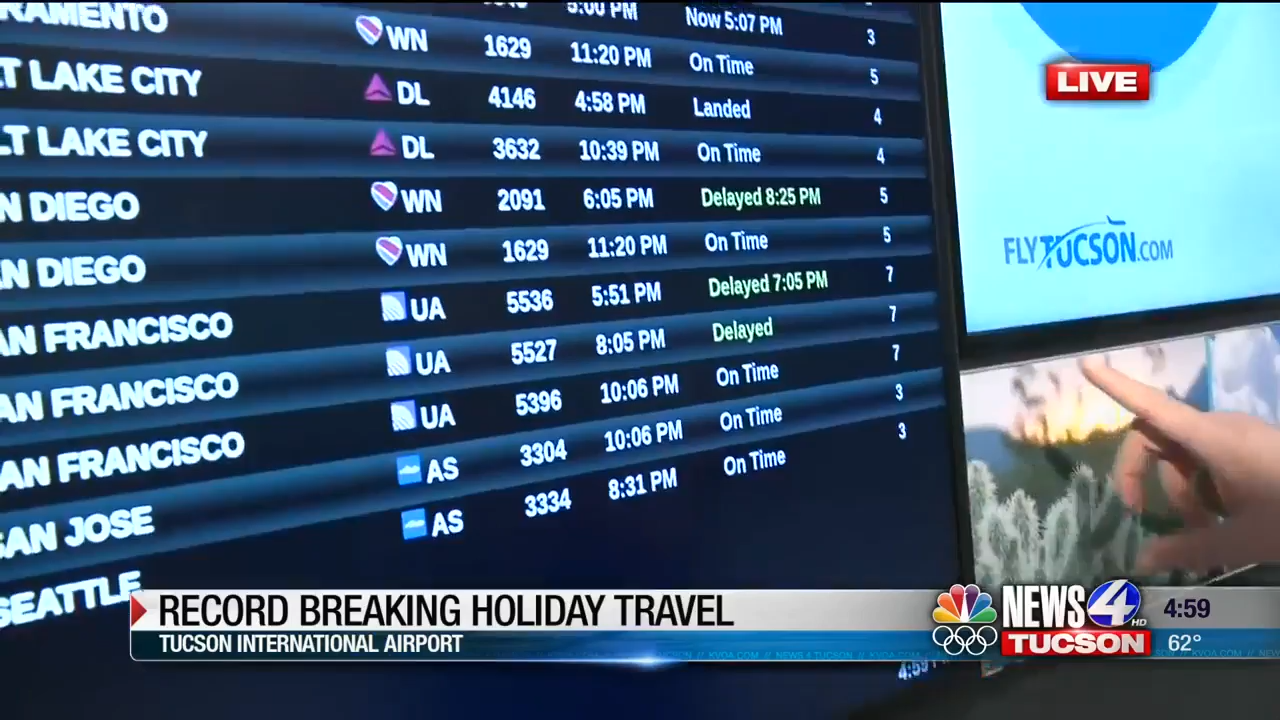 5:00 PM Now 5:07 PM 3
RAMENTO WN 1629 11:20 PM On Time 5
LT LAKE CITY DL 4146 4:58 PM Landed 4
LT LAKE CITY DL 3632 10:39 PM On Time 4
N DIEGO WN 2091 6:05 PM Delayed 8:25 PM 5
AN DIEGO WN 1629 11:20 PM On Time 5
AN FRANCISCO UA 5536 5:51 PM Delayed 7:05 PM 7
AN FRANCISCO UA 5527 8:05 PM Delayed 7
AN FRANCISCO UA 5396 10:06 PM On Time 7
SAN JOSE AS 3304 10:06 PM On Time 3
SEATTLE AS 3334 8:31 PM On Time 3
LIVE
FLYTUCSON.COM
RECORD BREAKING HOLIDAY TRAVEL
TUCSON INTERNATIONAL AIRPORT
NEWS 4 HD
TUCSON
4:59
62°